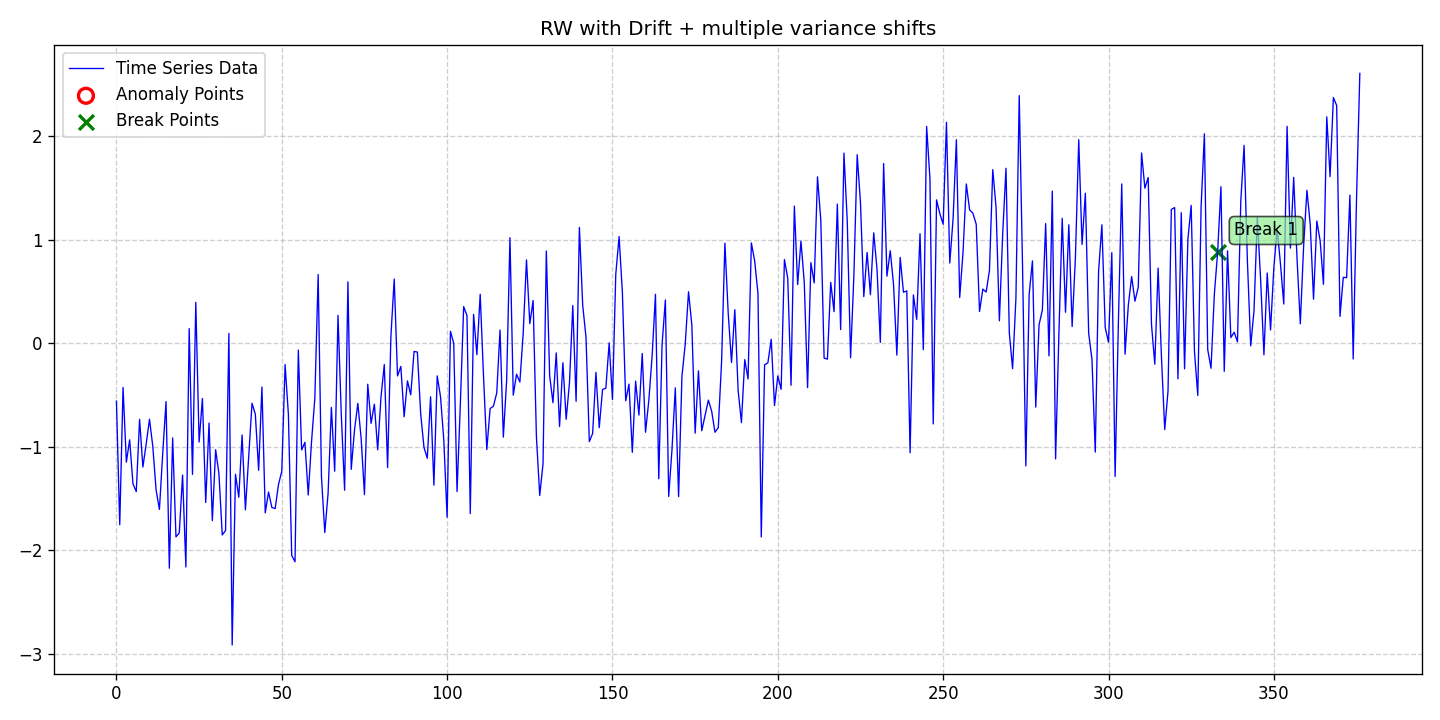 RW with Drift + multiple variance shifts
Time Series Data
Anomaly Points
Break Points
Break 1
2
1
0
−1
−2
−3
0 50 100 150 200 250 300 350